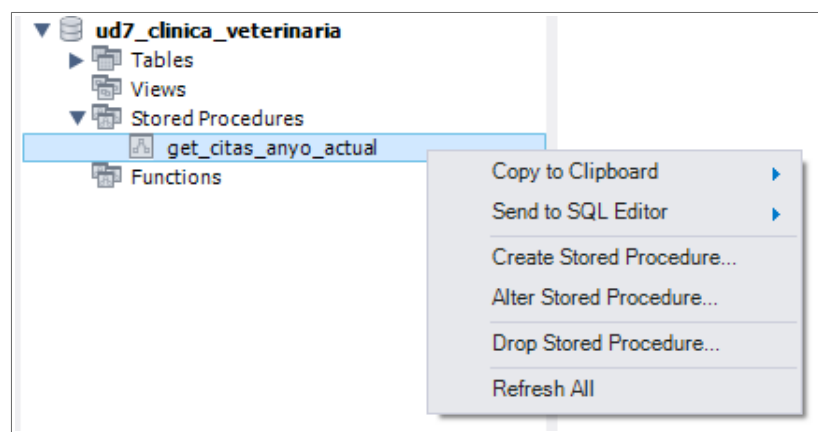 ud7_clinica_veterinaria
Tables
Views
Stored Procedures
get_citas_anyo_actual
Functions
Copy to Clipboard
Send to SQL Editor
Create Stored Procedure...
Alter Stored Procedure...
Drop Stored Procedure...
Refresh All